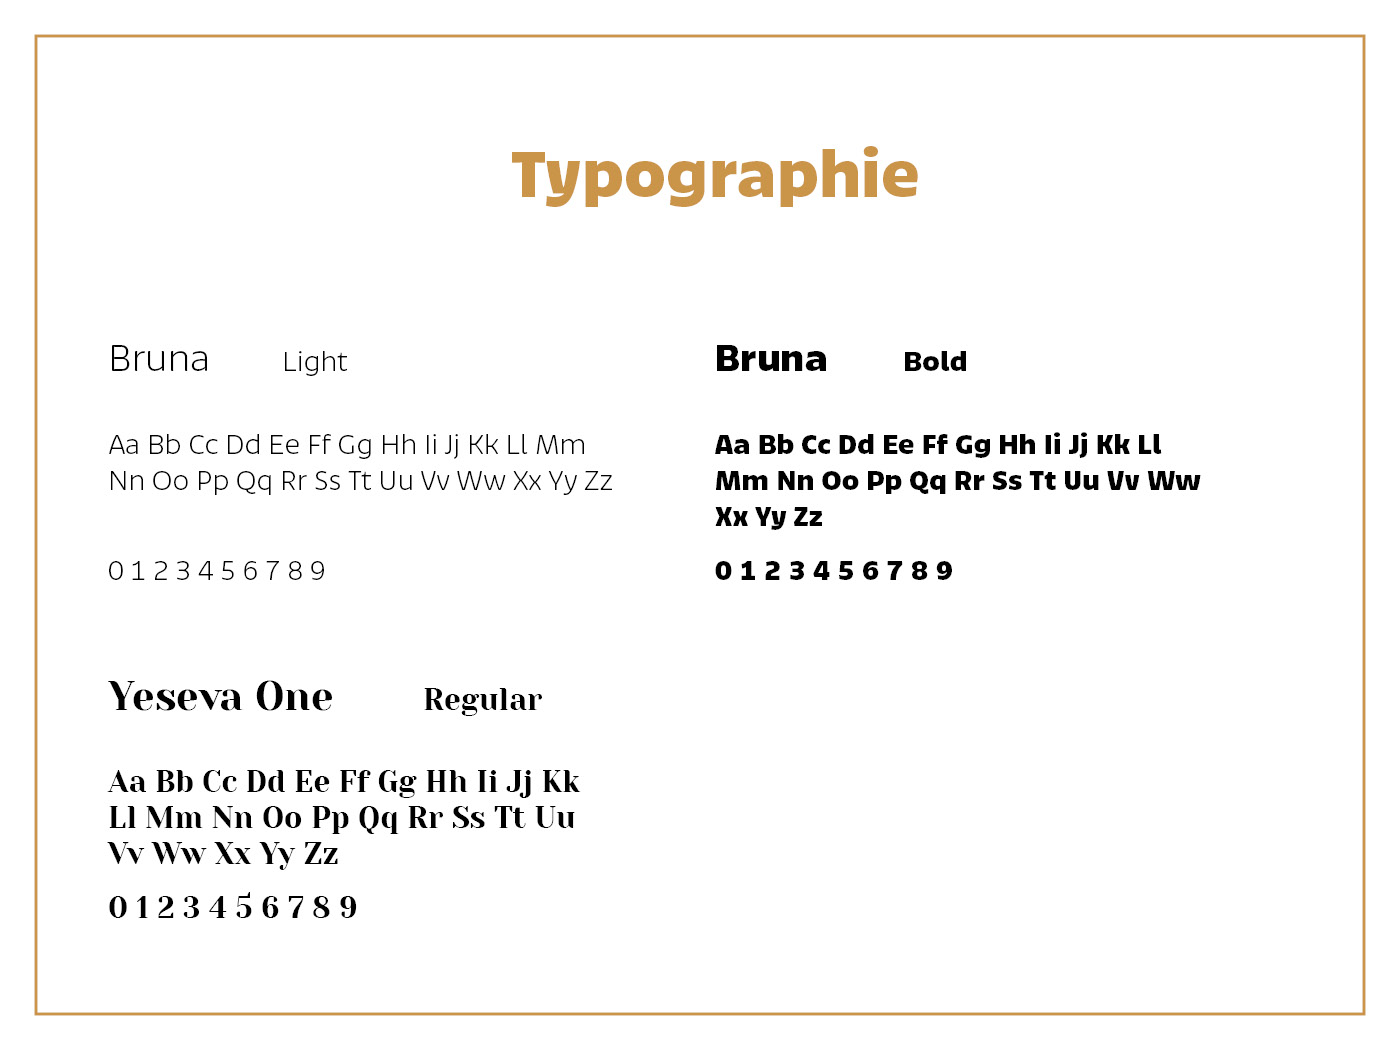 Typographie
Bruna Light
Aa Bb Cc Dd Ee Ff Gg Hh Ii Jj Kk Ll Mm
Nn Oo Pp Qq Rr Ss Tt Uu Vv Ww Xx Yy Zz
0 1 2 3 4 5 6 7 8 9
Bruna Bold
Aa Bb Cc Dd Ee Ff Gg Hh Ii Jj Kk Ll
Mm Nn Oo Pp Qq Rr Ss Tt Uu Vv Ww
Xx Yy Zz
0 1 2 3 4 5 6 7 8 9
Yeseva One Regular
Aa Bb Cc Dd Ee Ff Gg Hh Ii Jj Kk
Ll Mm Nn Oo Pp Qq Rr Ss Tt Uu
Vv Ww Xx Yy Zz
0 1 2 3 4 5 6 7 8 9